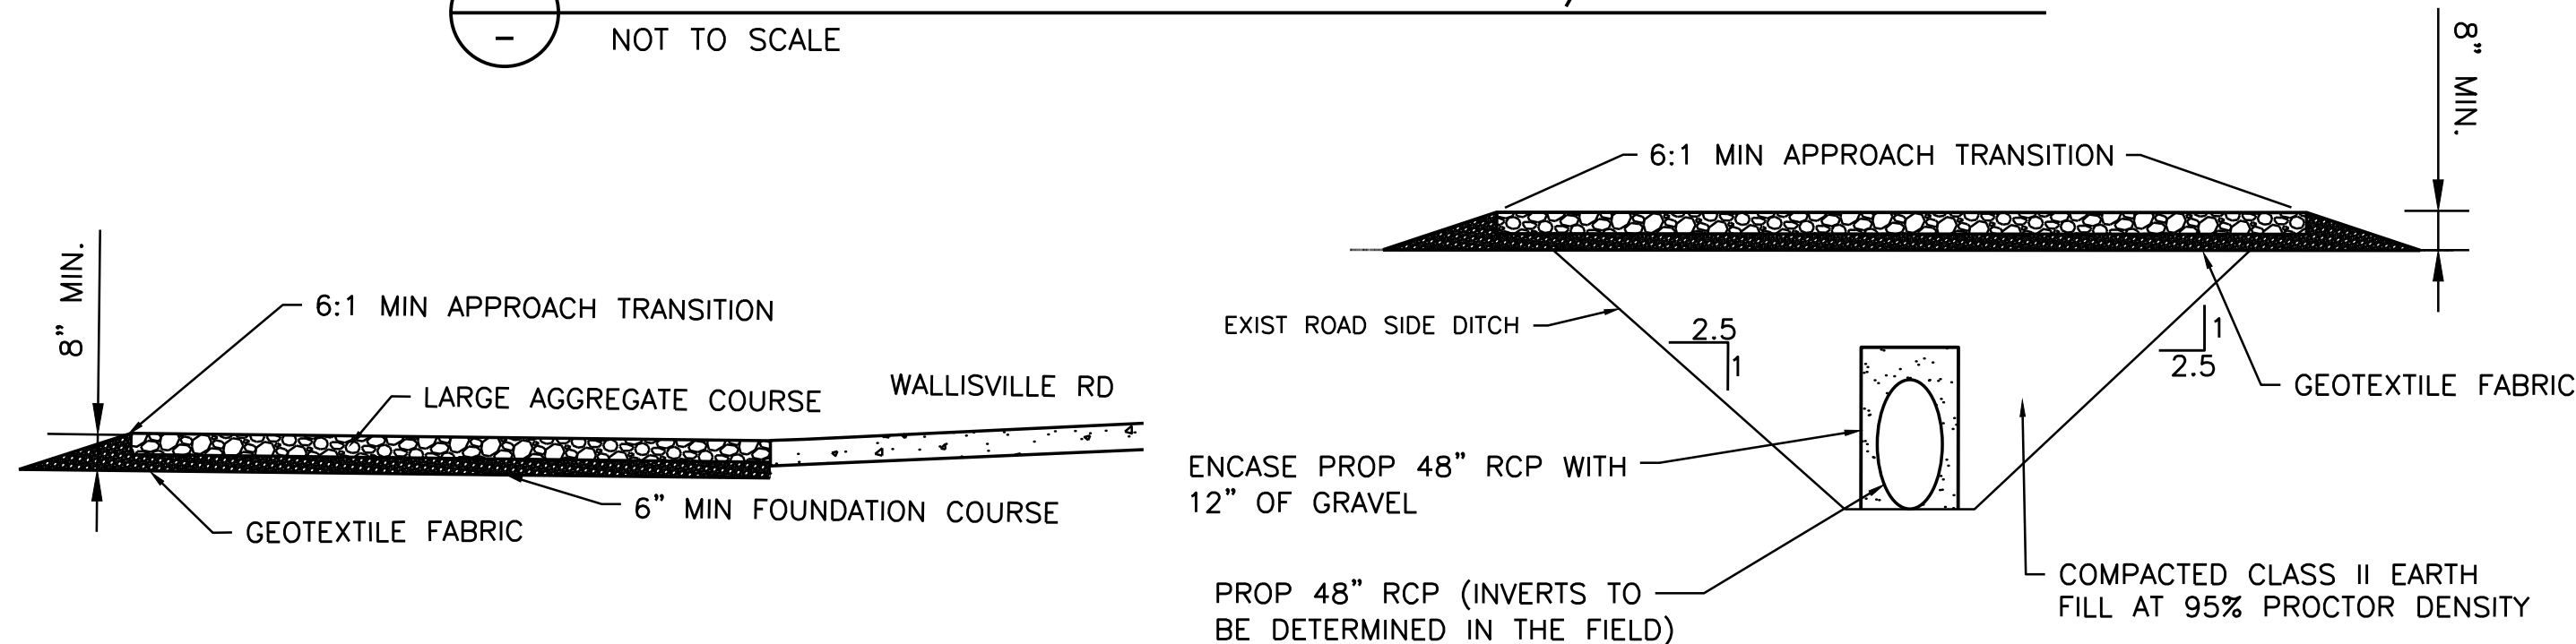 -
NOT TO SCALE
8" MIN.
6:1 MIN APPROACH TRANSITION
8" MIN.
6:1 MIN APPROACH TRANSITION
LARGE AGGREGATE COURSE
WALLISVILLE RD
GEOTEXTILE FABRIC
6" MIN FOUNDATION COURSE
EXIST ROAD SIDE DITCH
2.5
1
1
2.5
GEOTEXTILE FABRIC
ENCASE PROP 48" RCP WITH
12" OF GRAVEL
PROP 48" RCP (INVERTS TO
BE DETERMINED IN THE FIELD)
COMPACTED CLASS II EARTH
FILL AT 95% PROCTOR DENSITY